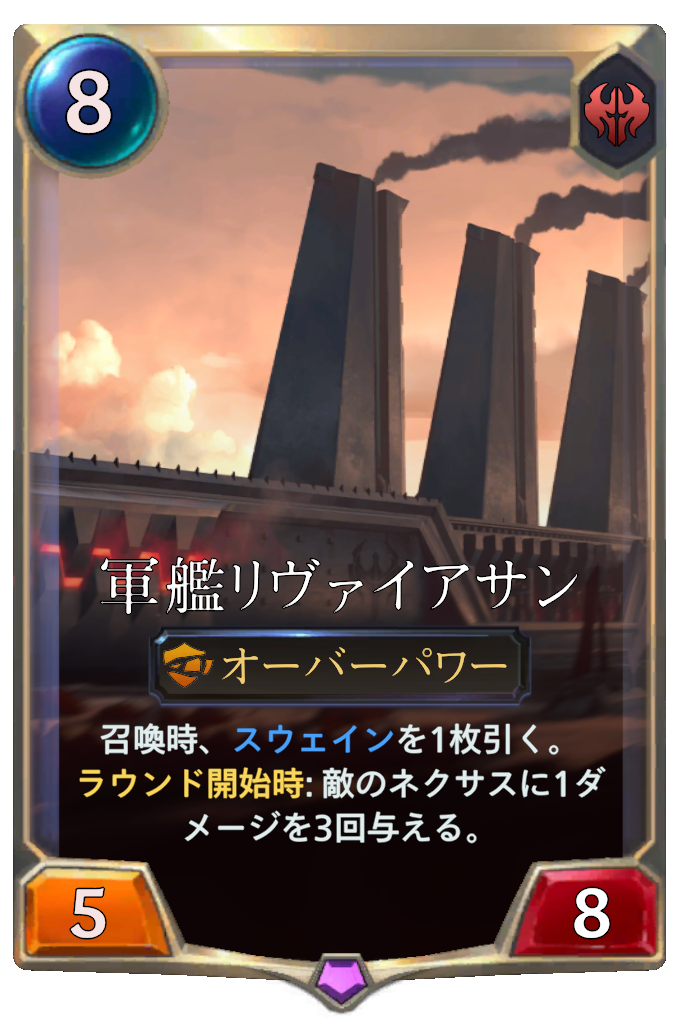 8
軍艦リヴァイアサン
オーバーパワー
召喚時、スウェインを1枚引く。
ラウンド開始時: 敵のネクサスに1ダ
メージを3回与える。
5
8